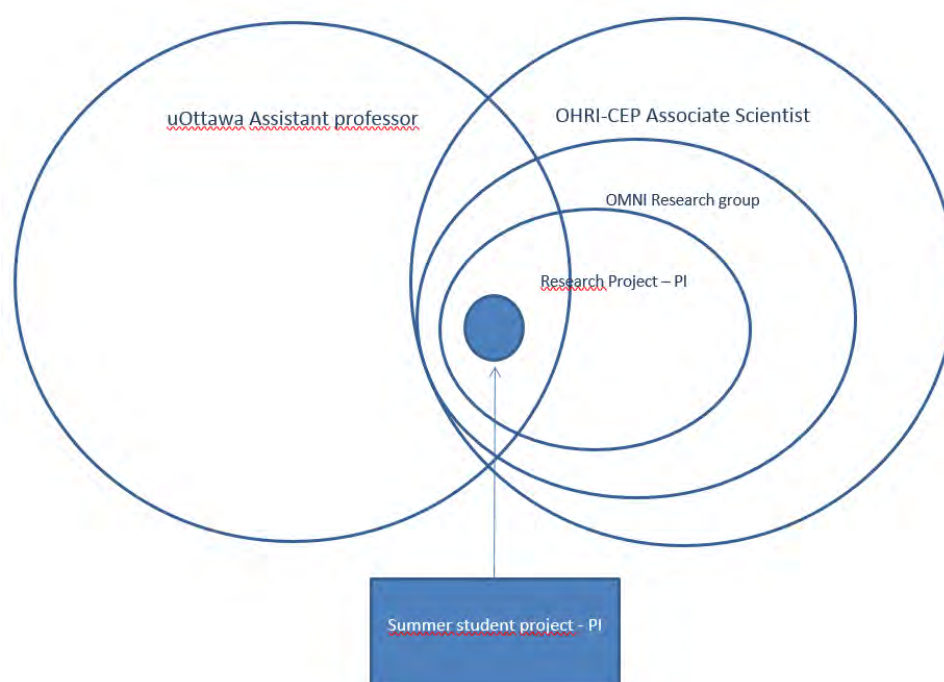 uOttawa Assistant professor
OHRI-CEP Associate Scientist
OMNI Research group
Research Project – PI
Summer student project - PI